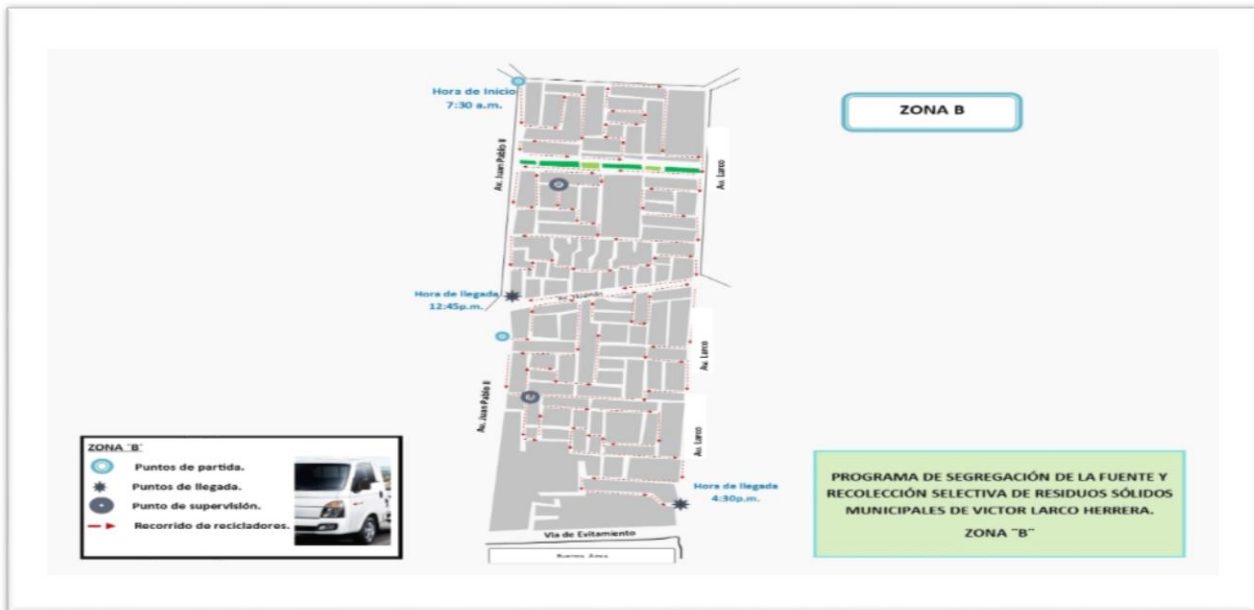 Hora de Inicio
7:30 a.m.
ZONA B
Av. Juan Pablo II
Av. Larco
Hora de llegada
12:45p.m.
Av.
Av. Larco
Av. Juan Pablo II
Av. Larco
Hora de llegada
4:30p.m.
Vía de Evitamiento
Buenos Aires
ZONA ¨B¨
Puntos de partida.
Puntos de llegada.
Punto de supervisión.
Recorrido de recicladores.
PROGRAMA DE SEGREGACIÓN DE LA FUENTE Y
RECOLECCIÓN SELECTIVA DE RESIDUOS SÓLIDOS
MUNICIPALES DE VICTOR LARCO HERRERA.
ZONA ¨B¨